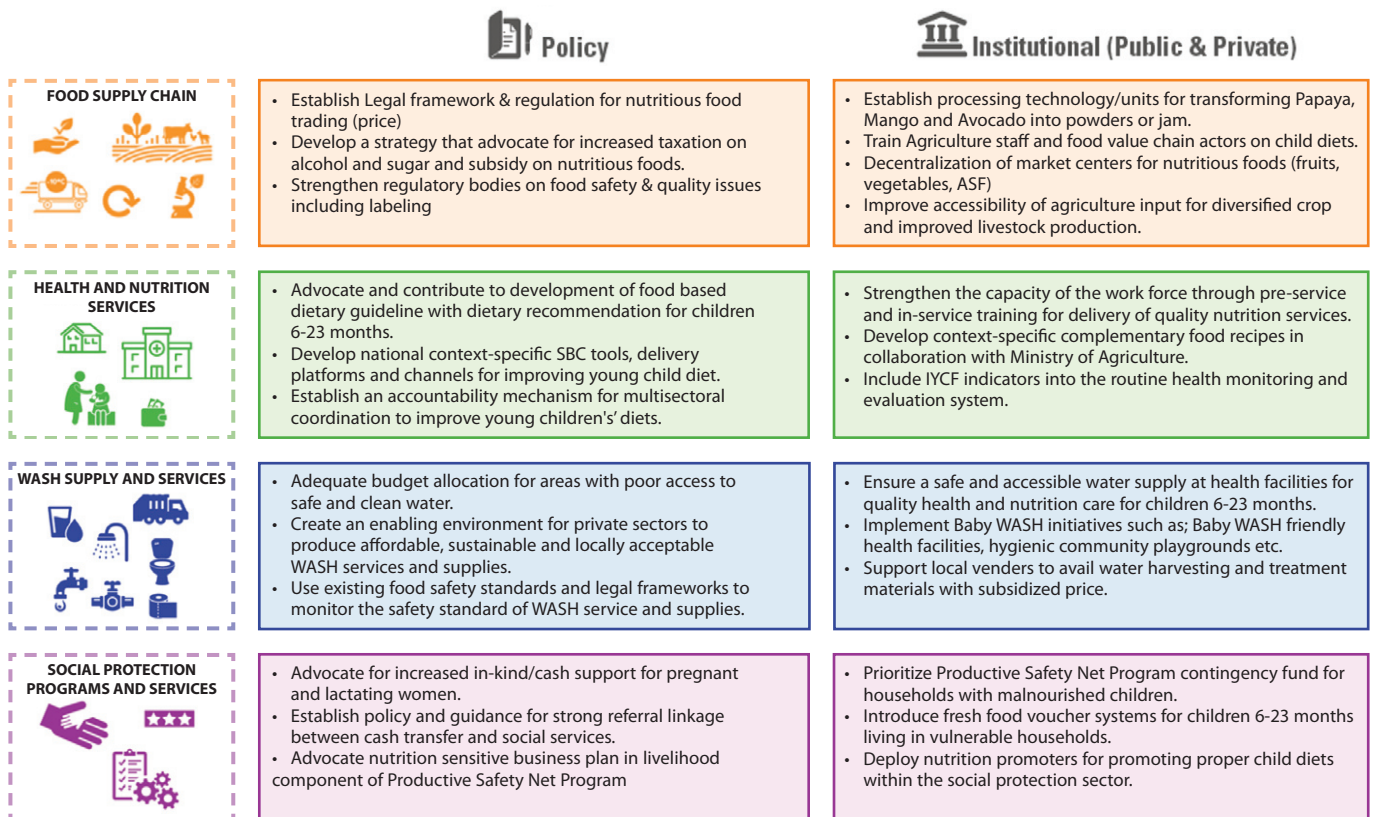 Policy
Institutional (Public & Private)
FOOD SUPPLY CHAIN
• Establish Legal framework & regulation for nutritious food
trading (price)
• Develop a strategy that advocate for increased taxation on
alcohol and sugar and subsidy on nutritious foods.
• Strengthen regulatory bodies on food safety & quality issues
including labeling
• Establish processing technology/units for transforming Papaya,
Mango and Avocado into powders or jam.
• Train Agriculture staff and food value chain actors on child diets.
• Decentralization of market centers for nutritious foods (fruits,
vegetables, ASF)
• Improve accessibility of agriculture input for diversified crop
and improved livestock production.
HEALTH AND NUTRITION
SERVICES
• Advocate and contribute to development of food based
dietary guideline with dietary recommendation for children
6-23 months.
• Develop national context-specific SBC tools, delivery
platforms and channels for improving young child diet.
• Establish an accountability mechanism for multisectoral
coordination to improve young children's' diets.
• Strengthen the capacity of the work force through pre-service
and in-service training for delivery of quality nutrition services.
• Develop context-specific complementary food recipes in
collaboration with Ministry of Agriculture.
• Include IYCF indicators into the routine health monitoring and
evaluation system.
WASH SUPPLY AND SERVICES
• Adequate budget allocation for areas with poor access to
safe and clean water.
• Create an enabling environment for private sectors to
produce affordable, sustainable and locally acceptable
WASH services and supplies.
• Use existing food safety standards and legal frameworks to
monitor the safety standard of WASH service and supplies.
• Ensure a safe and accessible water supply at health facilities for
quality health and nutrition care for children 6-23 months.
• Implement Baby WASH initiatives such as; Baby WASH friendly
health facilities, hygienic community playgrounds etc.
• Support local venders to avail water harvesting and treatment
materials with subsidized price.
SOCIAL PROTECTION
PROGRAMS AND SERVICES
• Advocate for increased in-kind/cash support for pregnant
and lactating women.
• Establish policy and guidance for strong referral linkage
between cash transfer and social services.
• Advocate nutrition sensitive business plan in livelihood
component of Productive Safety Net Program
• Prioritize Productive Safety Net Program contingency fund for
households with malnourished children.
• Introduce fresh food voucher systems for children 6-23 months
living in vulnerable households.
• Deploy nutrition promoters for promoting proper child diets
within the social protection sector.